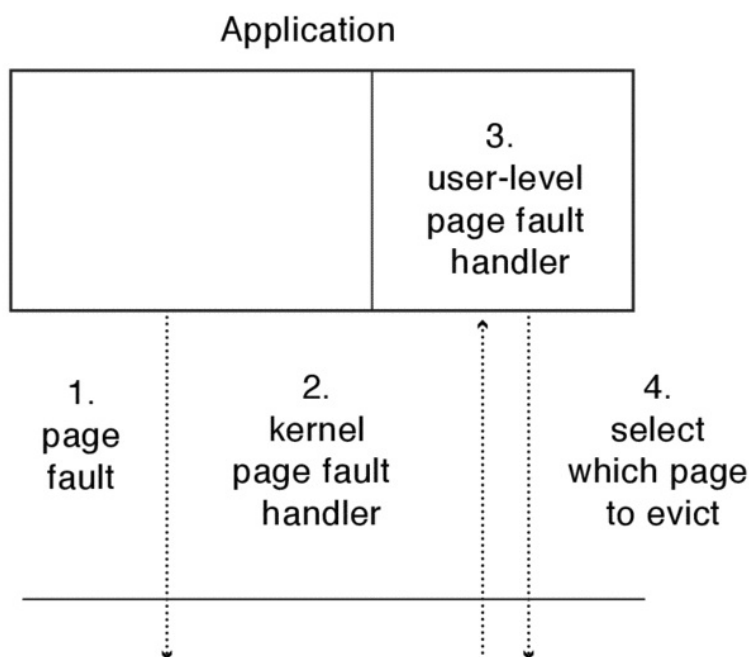 Application
3.
user-level
page fault
handler
1.
page
fault
2.
kernel
page fault
handler
4.
select
which page
to evict